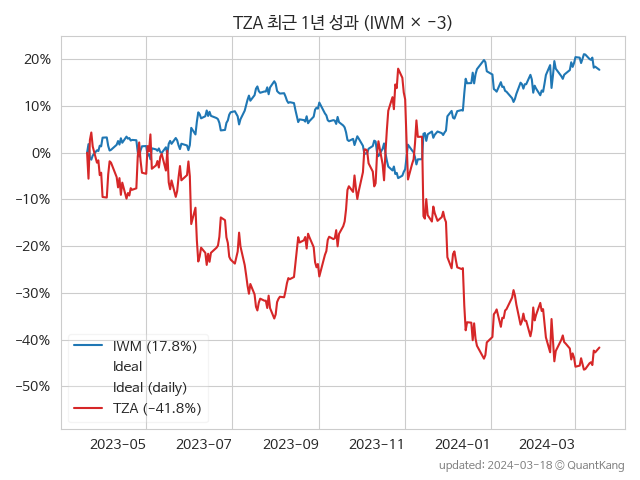 TZA 최근 1년 성과 (IWM × −3)
20%
10%
0%
−10%
−20%
−30%
−40%
−50%
IWM (17.8%)
Ideal
Ideal (daily)
TZA (−41.8%)
2023-05
2023-07
2023-09
2023-11
2024-01
2024-03
updated: 2024-03-18 © QuantKang